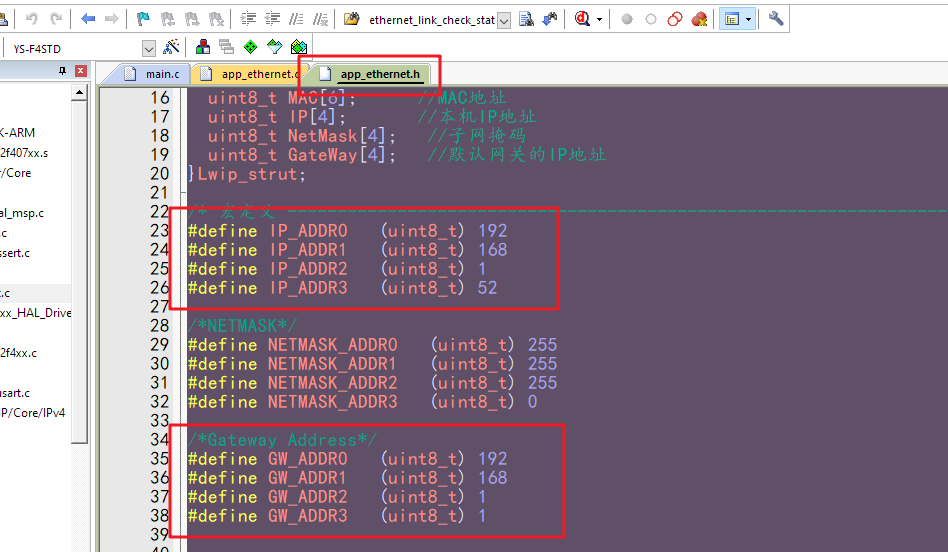 ethernet_link_check_stat
YS-F4STD
main.c
app_ethernet.c
app_ethernet.h
K-ARM
2f407xx.s
r/Core
al_msp.c
.c
ssert.c
t.c
xx_HAL_Drive
2f4xx.c
usart.c
IP/Core/IPv4
16 uint8_t MAC[6]; //MAC地址
17 uint8_t IP[4]; //本机IP地址
18 uint8_t NetMask[4]; //子网掩码
19 uint8_t GateWay[4]; //默认网关的IP地址
20 }Lwip_strut;
21
22 /* 宏定义 ------------------------------------------------------------------
23 #define IP_ADDR0 (uint8_t) 192
24 #define IP_ADDR1 (uint8_t) 168
25 #define IP_ADDR2 (uint8_t) 1
26 #define IP_ADDR3 (uint8_t) 52
27
28 /*NETMASK*/
29 #define NETMASK_ADDR0 (uint8_t) 255
30 #define NETMASK_ADDR1 (uint8_t) 255
31 #define NETMASK_ADDR2 (uint8_t) 255
32 #define NETMASK_ADDR3 (uint8_t) 0
33
34 /*Gateway Address*/
35 #define GW_ADDR0 (uint8_t) 192
36 #define GW_ADDR1 (uint8_t) 168
37 #define GW_ADDR2 (uint8_t) 1
38 #define GW_ADDR3 (uint8_t) 1
39